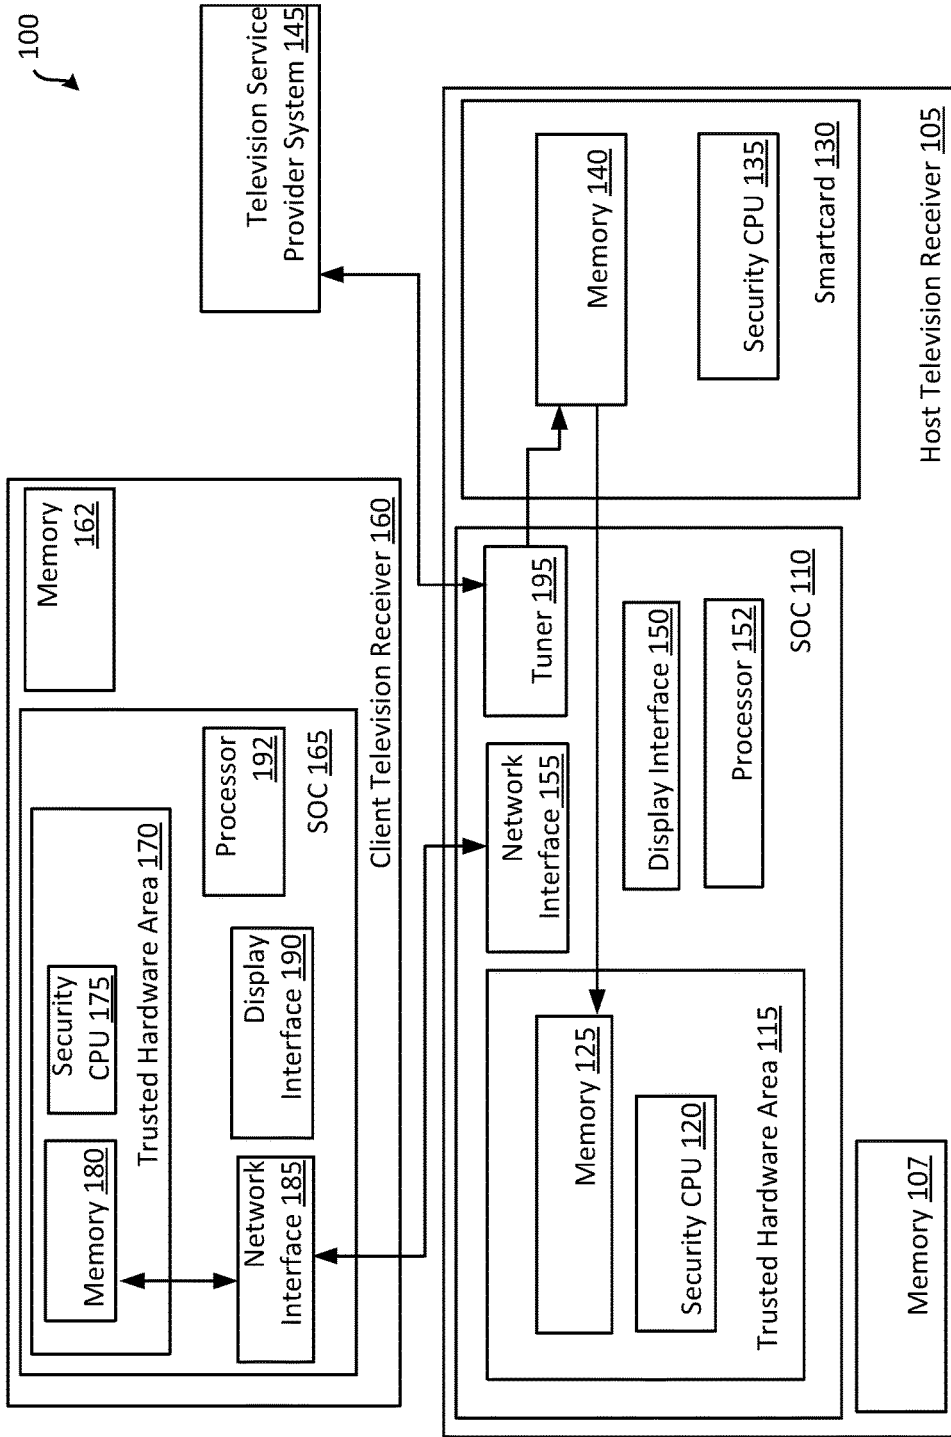 100
Television Service
Provider System 145
Memory
162
Client Television Receiver 160
Processor
192
SOC 165
Security
CPU 175
Trusted Hardware Area 170
Memory 180
Display
Interface 190
Network
Interface 185
Memory 140
Security CPU 135
Smartcard 130
Host Television Receiver 105
Tuner 195
Network
Interface 155
Display Interface 150
Processor 152
SOC 110
Memory 125
Security CPU 120
Trusted Hardware Area 115
Memory 107